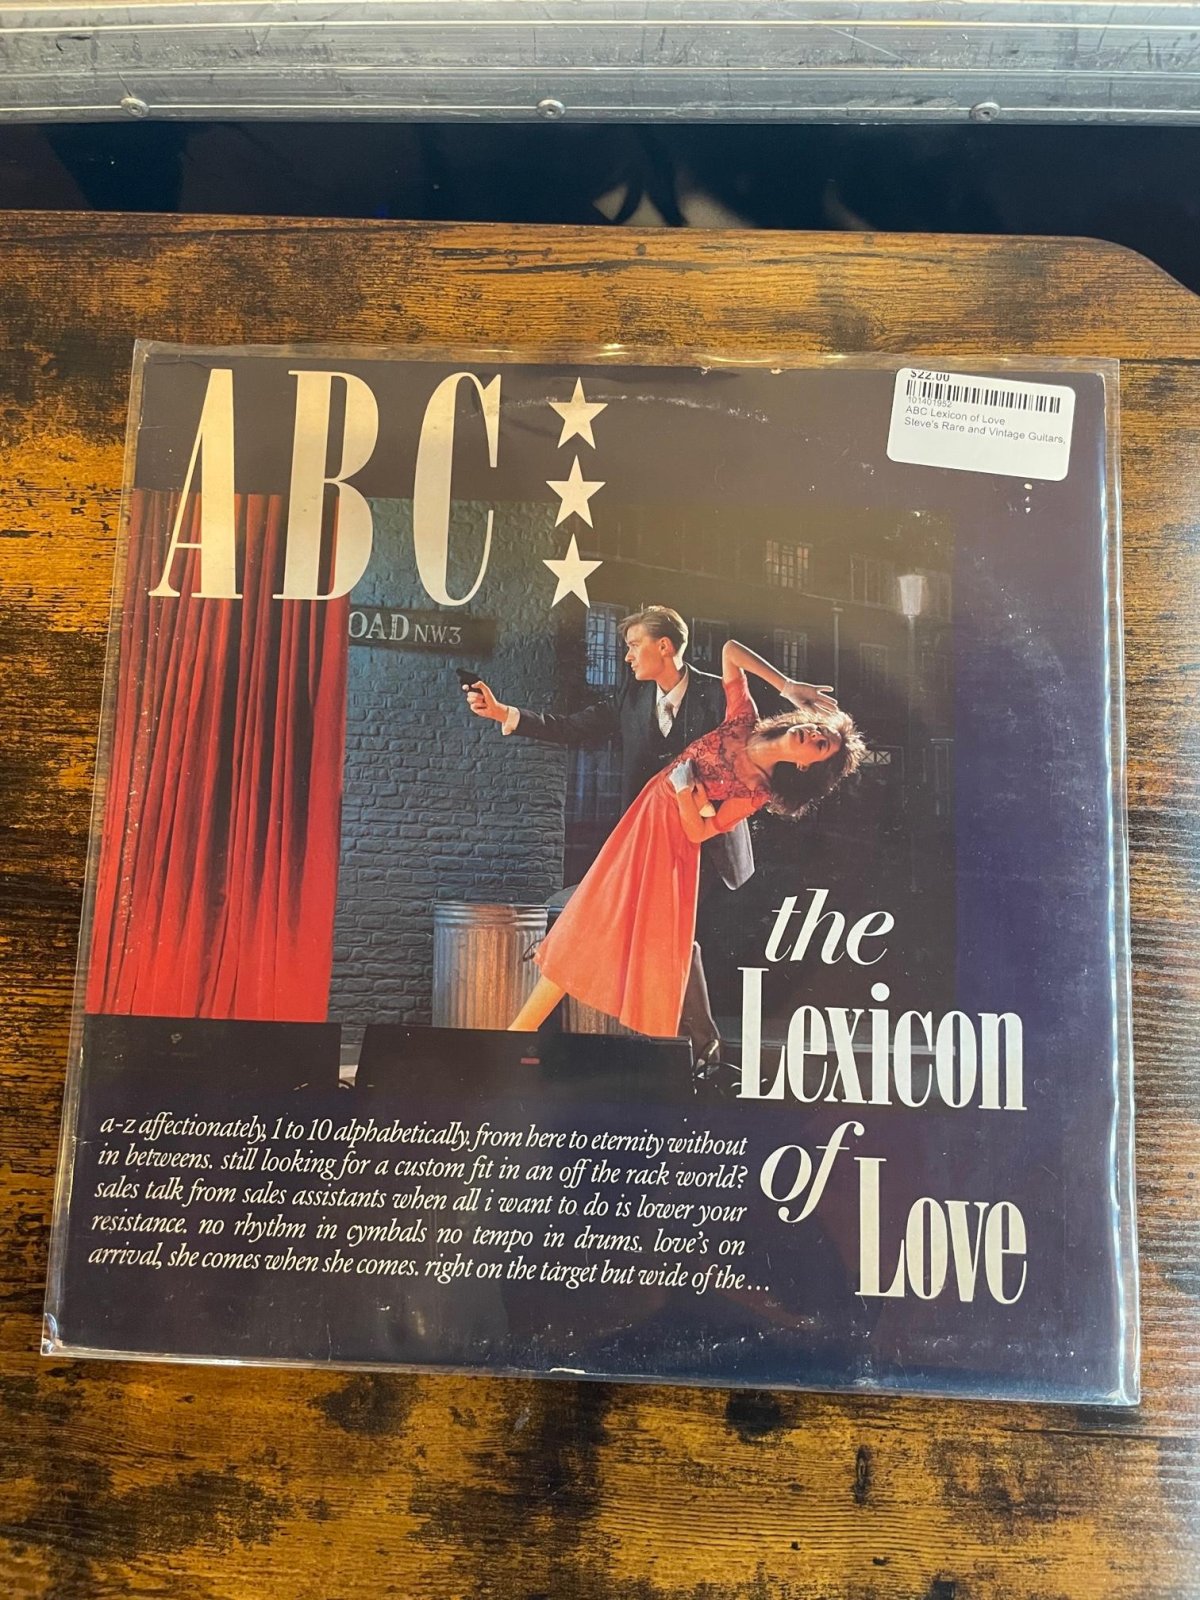 ABC
$22.00
101401952
ABC Lexicon of Love
Steve's Rare and Vintage Guitars,
OAD NW3
the
Lexicon
of
Love
a-z affectionately, 1 to 10 alphabetically. from here to eternity without
in betweens. still looking for a custom fit in an off the rack world?
sales talk from sales assistants when all i want to do is lower your
resistance. no rhythm in cymbals no tempo in drums. love's on
arrival, she comes when she comes. right on the target but wide of the...